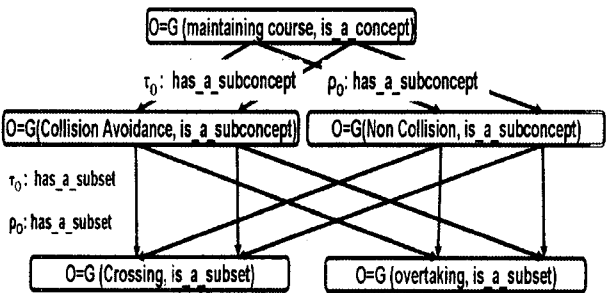 O=G (maintaining course, is_a_concept)
τ0: has_a_subconcept ρ0: has_a_subconcept
O=G(Collision Avoidance, is_a_subconcept) O=G(Non Collision, is_a_subconcept)
τ0: has_a_subset
ρ0: has_a_subset
O=G (Crossing, is_a_subset) O=G (overtaking, is_a_subset)